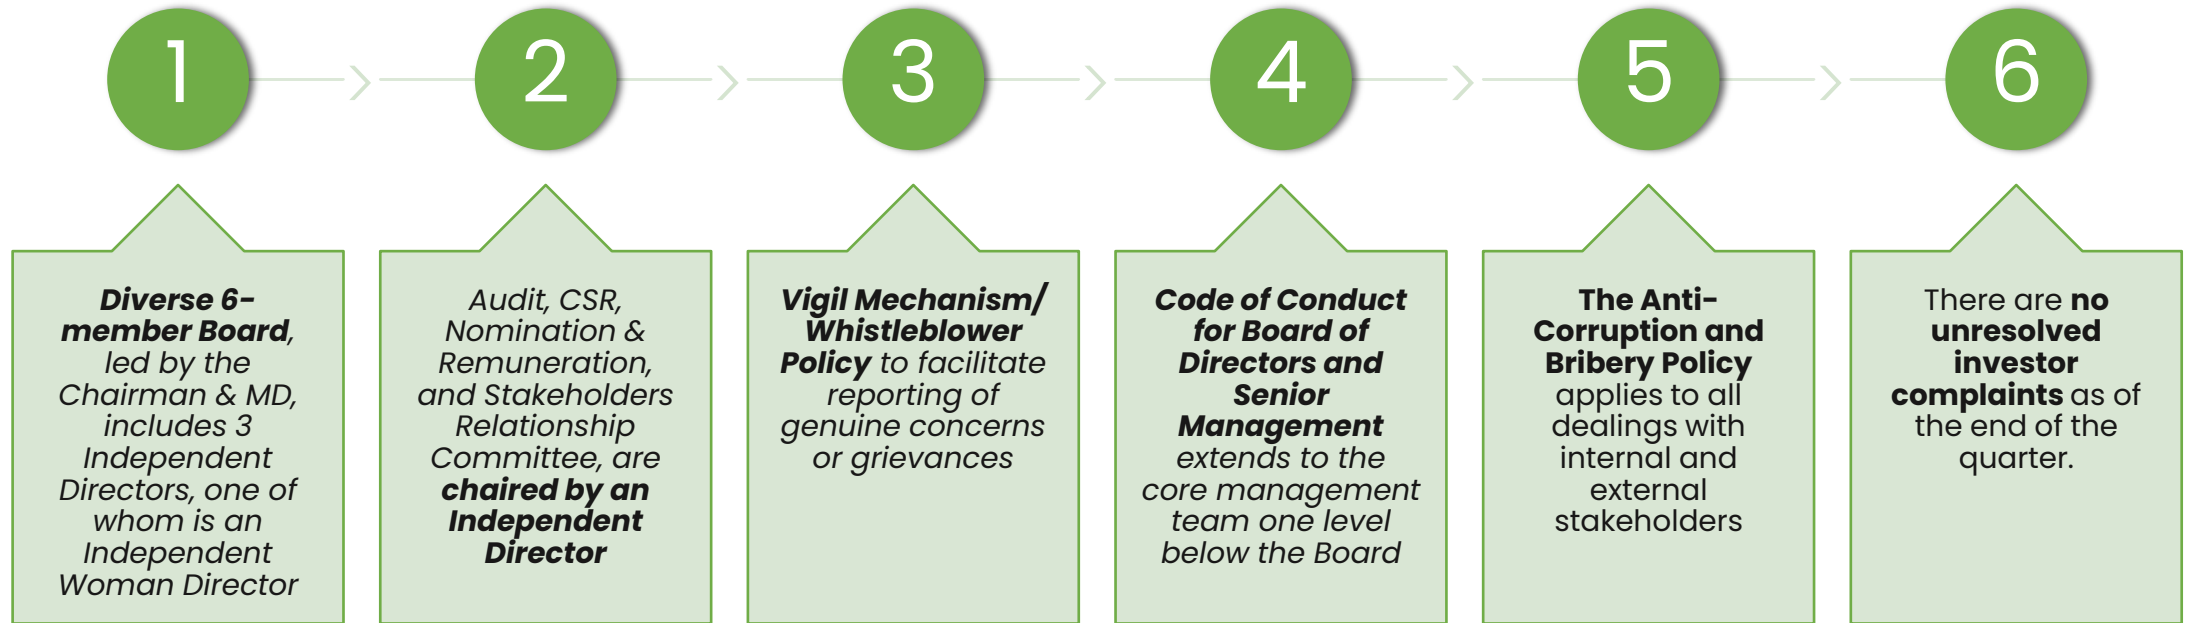 1
2
3
4
5
6
Diverse 6-
member Board,
led by the
Chairman & MD,
includes 3
Independent
Directors, one of
whom is an
Independent
Woman Director
Audit, CSR,
Nomination &
Remuneration,
and Stakeholders
Relationship
Committee, are
chaired by an
Independent
Director
Vigil Mechanism/
Whistleblower
Policy to facilitate
reporting of
genuine concerns
or grievances
Code of Conduct
for Board of
Directors and
Senior
Management
extends to the
core management
team one level
below the Board
The Anti-
Corruption and
Bribery Policy
applies to all
dealings with
internal and
external
stakeholders
There are no
unresolved
investor
complaints as of
the end of the
quarter.